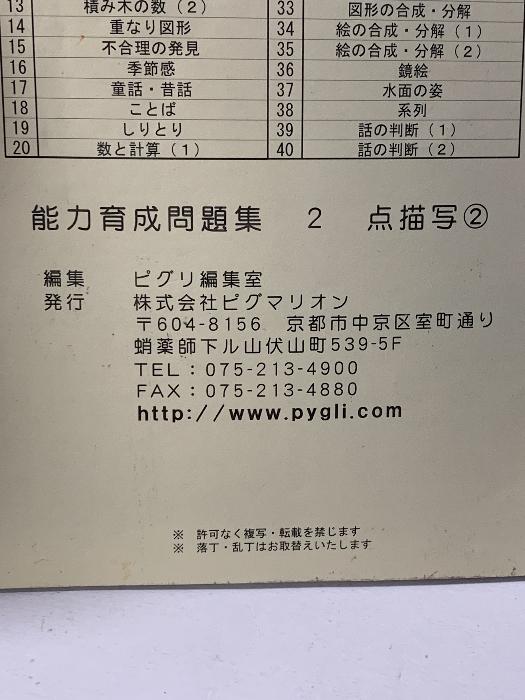 13 積み木の数（２） 33 図形の合成・分解
14 重なり図形 34 絵の合成・分解（１）
15 不合理の発見 35 絵の合成・分解（２）
16 季節感 36 鏡絵
17 童話・昔話 37 水面の姿
18 ことば 38 系列
19 しりとり 39 話の判断（１）
20 数と計算（１） 40 話の判断（２）
能力育成問題集　２　点描写②
編集　ピグリ編集室
発行　株式会社ピグマリオン
〒604-8156　京都市中京区室町通り
蛸薬師下ル山伏山町539-5F
TEL：075-213-4900
FAX：075-213-4880
http://www.pygli.com
※　許可なく複写・転載を禁じます
※　落丁・乱丁はお取替えいたします